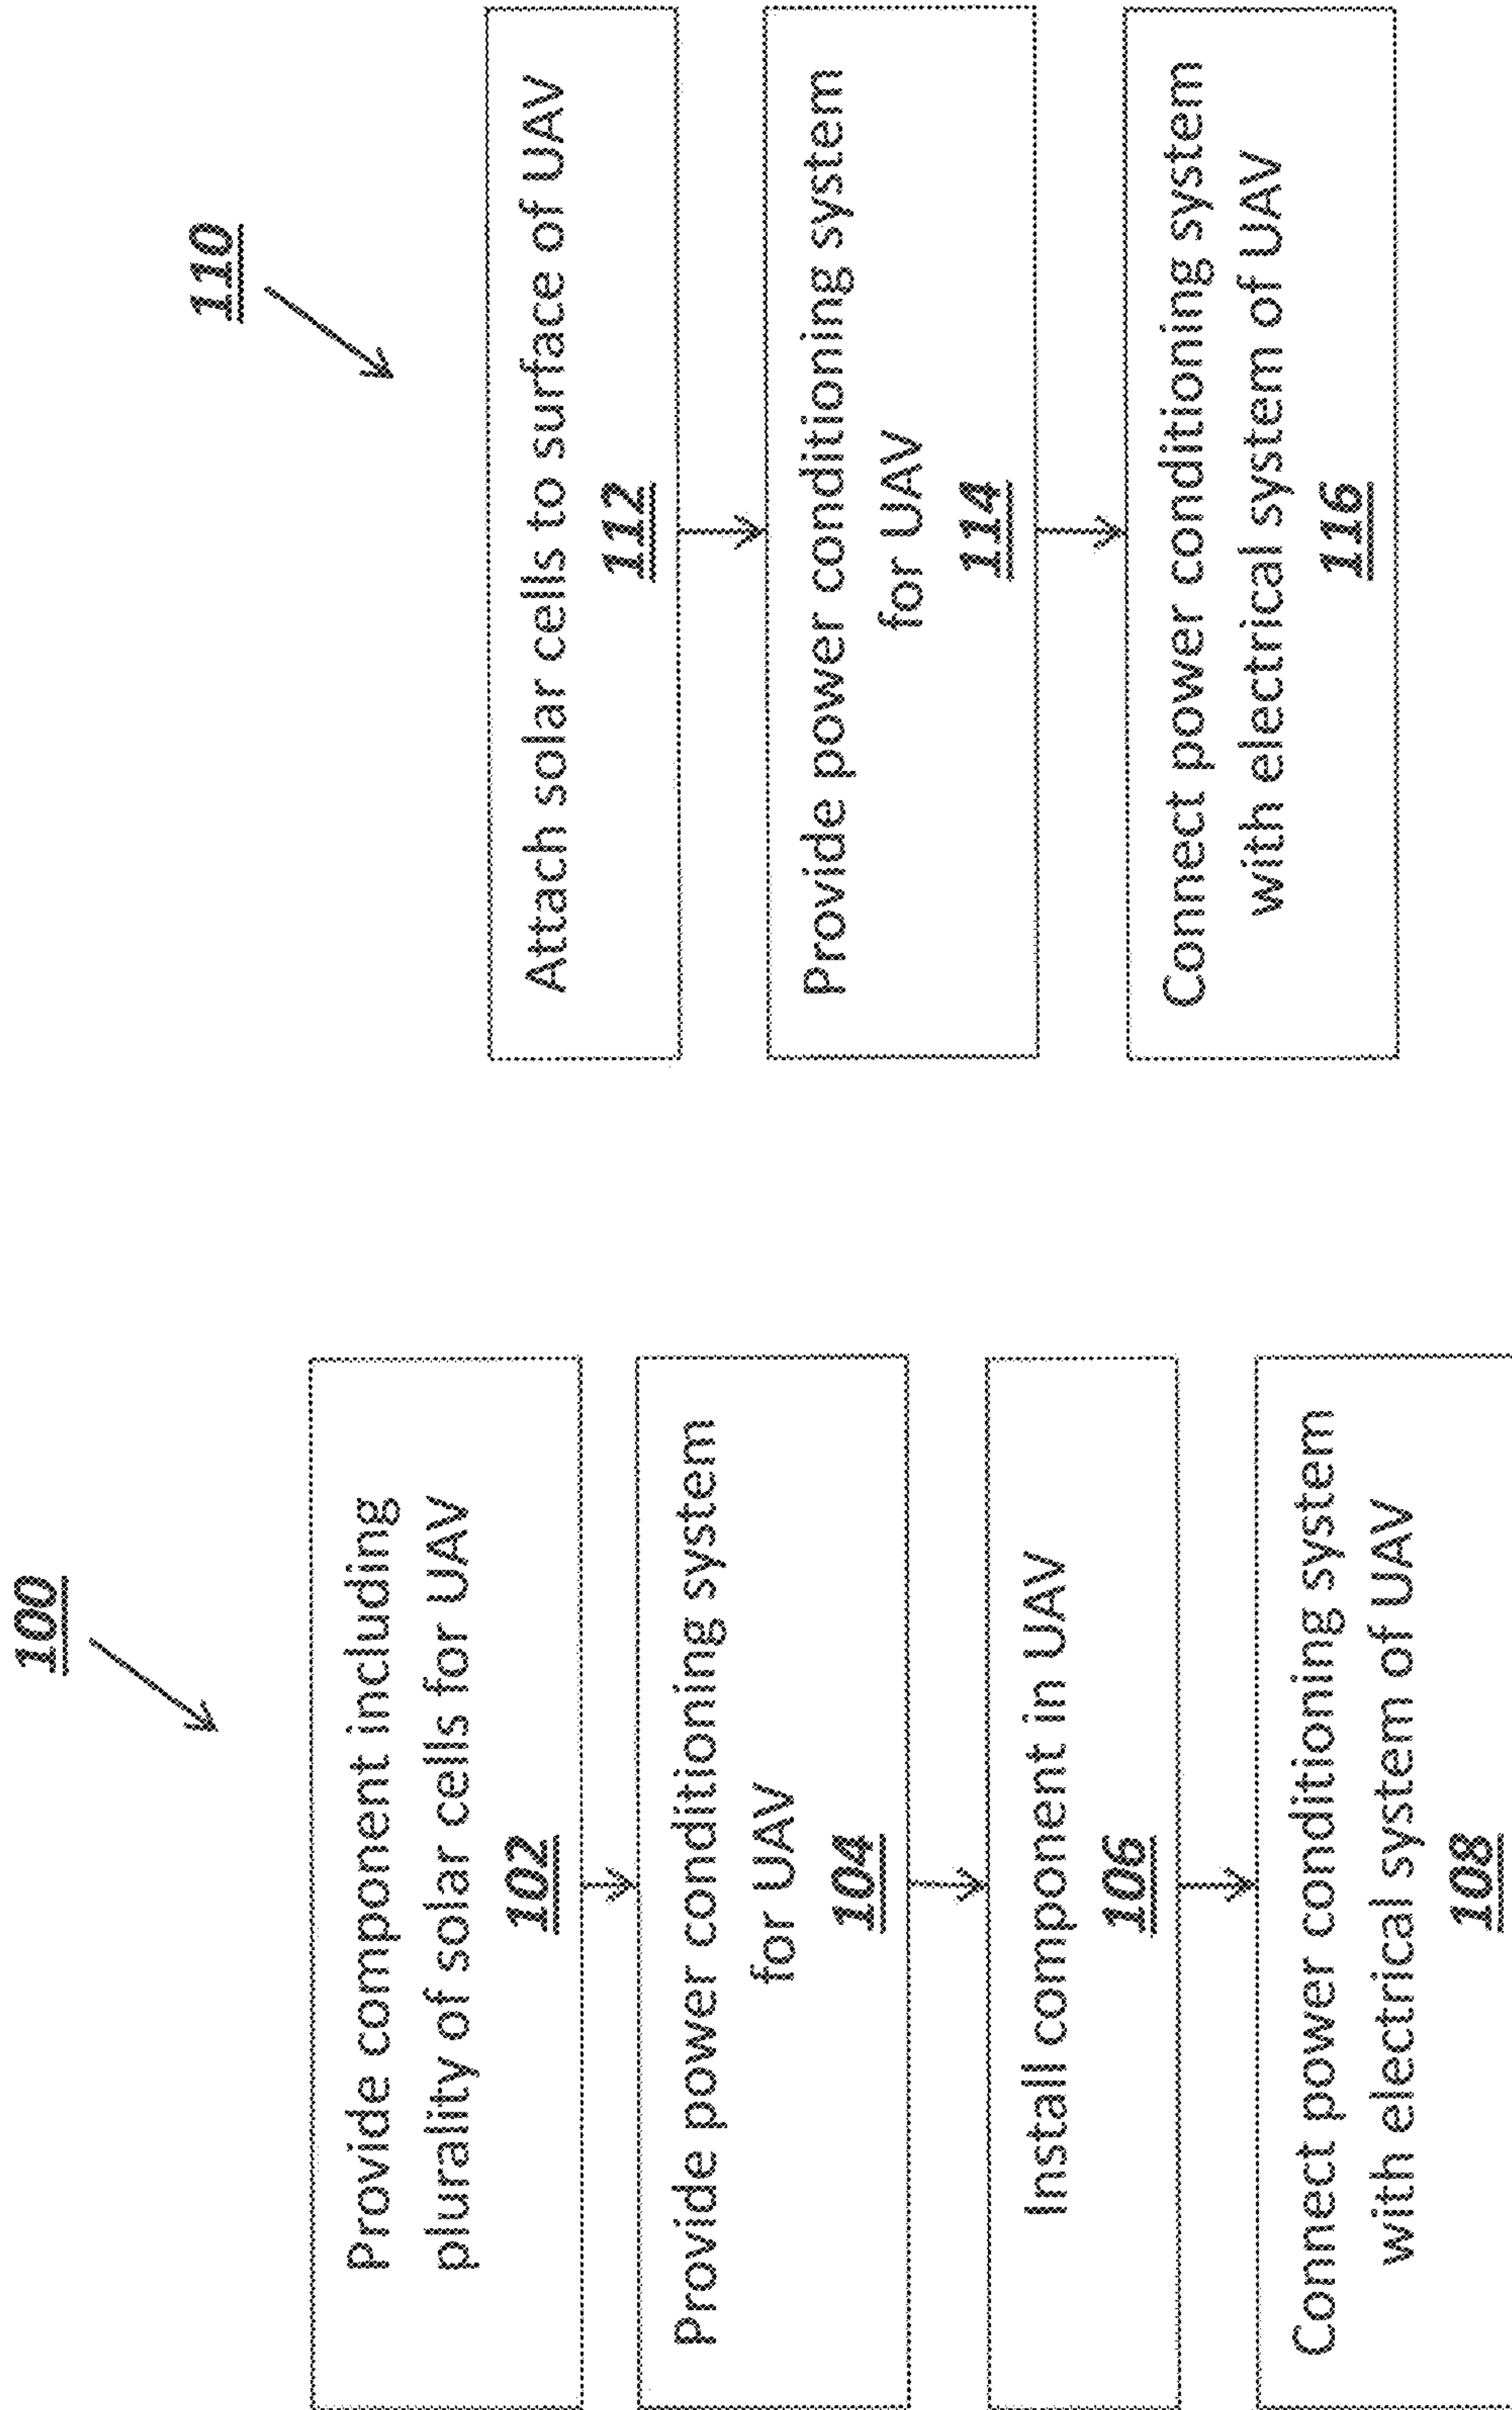 100
Provide component including
plurality of solar cells for UAV
102
Provide power conditioning system
for UAV
104
Install component in UAV
106
Connect power conditioning system
with electrical system of UAV
108
110
Attach solar cells to surface of UAV
112
Provide power conditioning system
for UAV
114
Connect power conditioning system
with electrical system of UAV
116